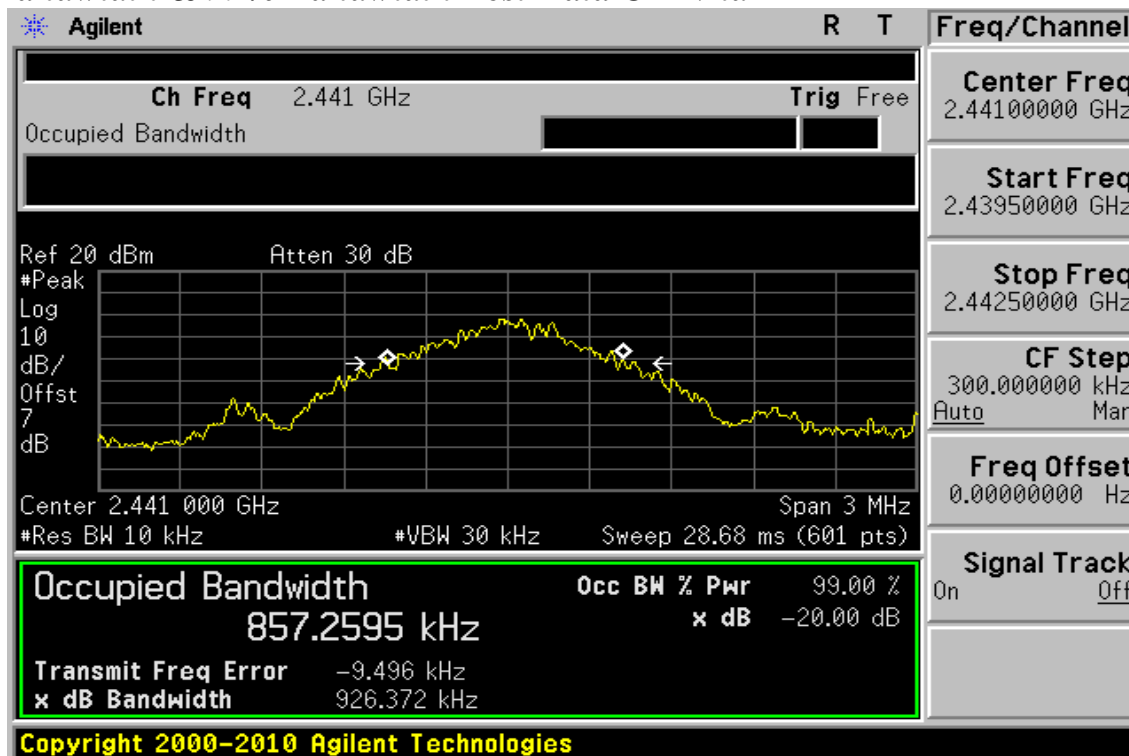 Agilent R T Freq/Channel
Ch Freq 2.441 GHz Trig Free
Occupied Bandwidth
Center Freq
2.44100000 GHz
Start Freq
2.43950000 GHz
Stop Freq
2.44250000 GHz
CF Step
300.000000 kHz
Auto Man
Freq Offset
0.00000000 Hz
Signal Track
On Off
Ref 20 dBm Atten 30 dB
#Peak
Log
10
dB/
Offst
7
dB
Center 2.441 000 GHz Span 3 MHz
#Res BW 10 kHz #VBW 30 kHz Sweep 28.68 ms (601 pts)
Occupied Bandwidth Occ BW % Pwr 99.00 %
857.2595 kHz x dB -20.00 dB
Transmit Freq Error -9.496 kHz
x dB Bandwidth 926.372 kHz
Copyright 2000-2010 Agilent Technologies